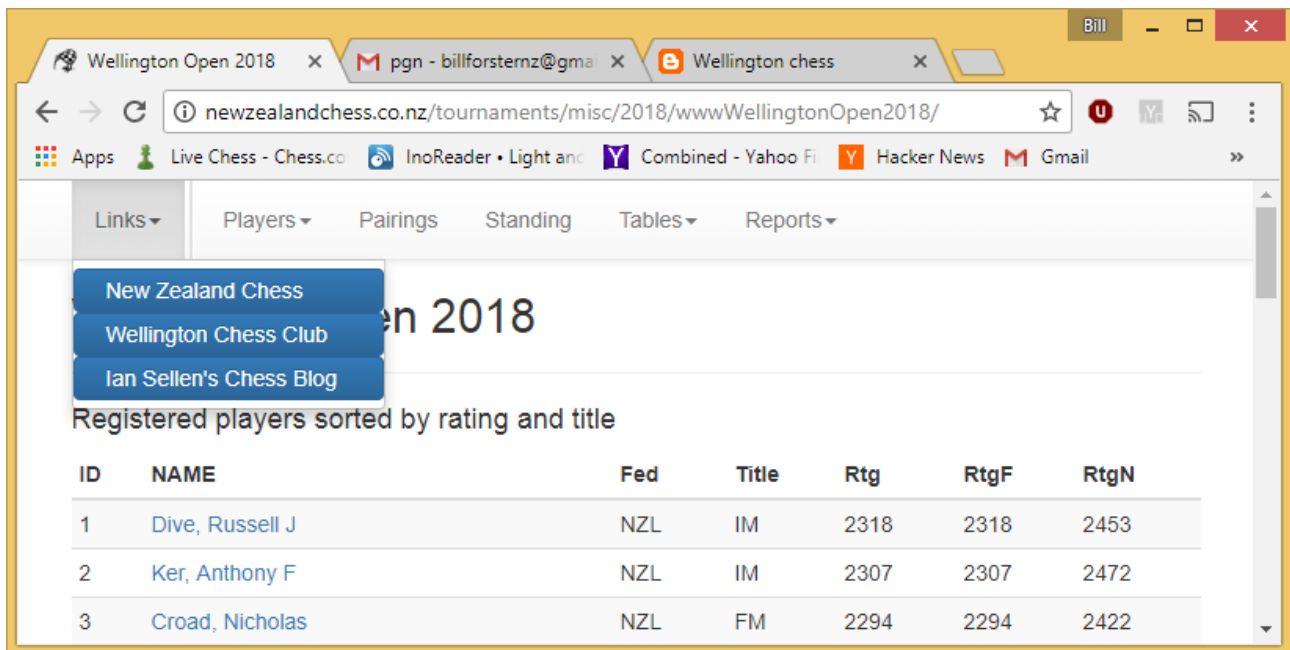 Bill
Wellington Open 2018 pgn - billforsternz@gmai Wellington chess
newzealandchess.co.nz/tournaments/misc/2018/wwwWellingtonOpen2018/
Apps Live Chess - Chess.co InoReader • Light and Combined - Yahoo Fi Y Hacker News Gmail »
Links Players Pairings Standing Tables Reports
New Zealand Chess
en 2018
Wellington Chess Club
Ian Sellen's Chess Blog
Registered players sorted by rating and title
ID NAME Fed Title Rtg RtgF RtgN
1 Dive, Russell J NZL IM 2318 2318 2453
2 Ker, Anthony F NZL IM 2307 2307 2472
3 Croad, Nicholas NZL FM 2294 2294 2422